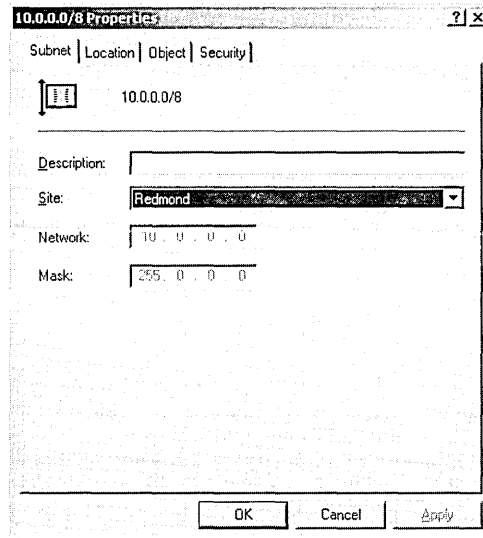 10.0.0.0/8 Properties ? ×
Subnet Location Object Security
10.0.0.0/8
Description:
Site: Redmond
Network: 10 . 0 . 0 . 0
Mask: 255 . 0 . 0 . 0
OK Cancel Apply